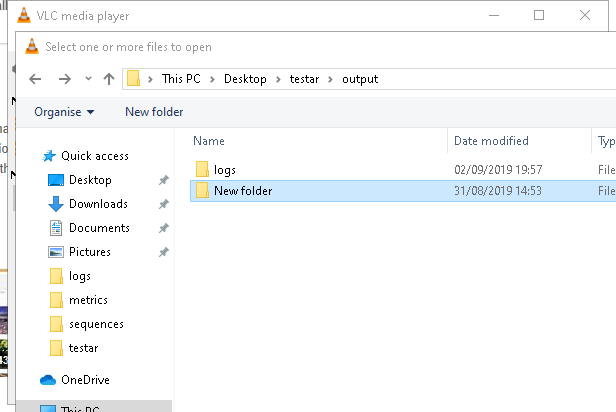 VLC media player
Select one or more files to open
This PC > Desktop > testar > output
Organise New folder
Name Date modified Typ
Quick access
Desktop
Downloads
Documents
Pictures
logs
metrics
sequences
testar
OneDrive
This PC
logs 02/09/2019 19:57 File
New folder 31/08/2019 14:53 File